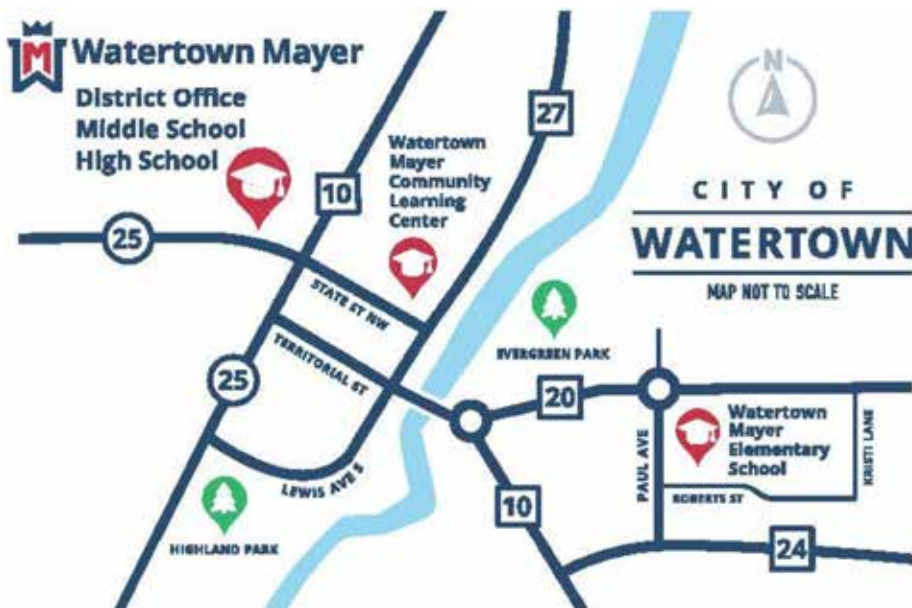 M
Watertown Mayer
District Office
Middle School
High School
25
10
Watertown
Mayer
Community
Learning
Center
27
N
CITY OF
WATERTOWN
MAP NOT TO SCALE
STATE ST NW
TERRITORIAL ST
25
LEWIS AVE S
HIGHLAND PARK
EVERGREEN PARK
20
10
PAUL AVE
Watertown
Mayer
Elementary
School
ROBERTS ST
KRISTI LANE
24